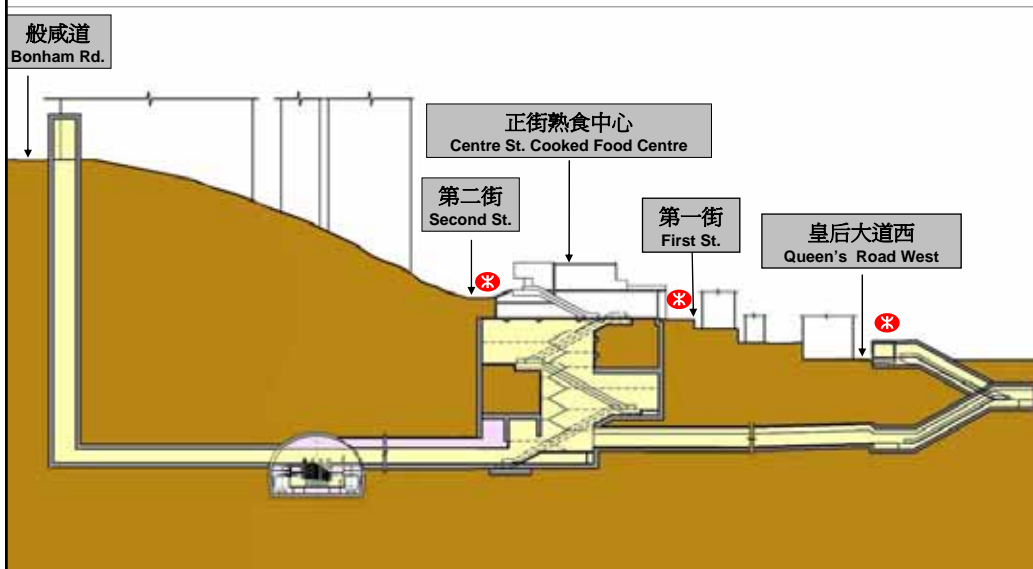 般咸道
Bonham Rd.
正街熟食中心
Centre St. Cooked Food Centre
第二街
Second St.
第一街
First St.
皇后大道西
Queen's Road West